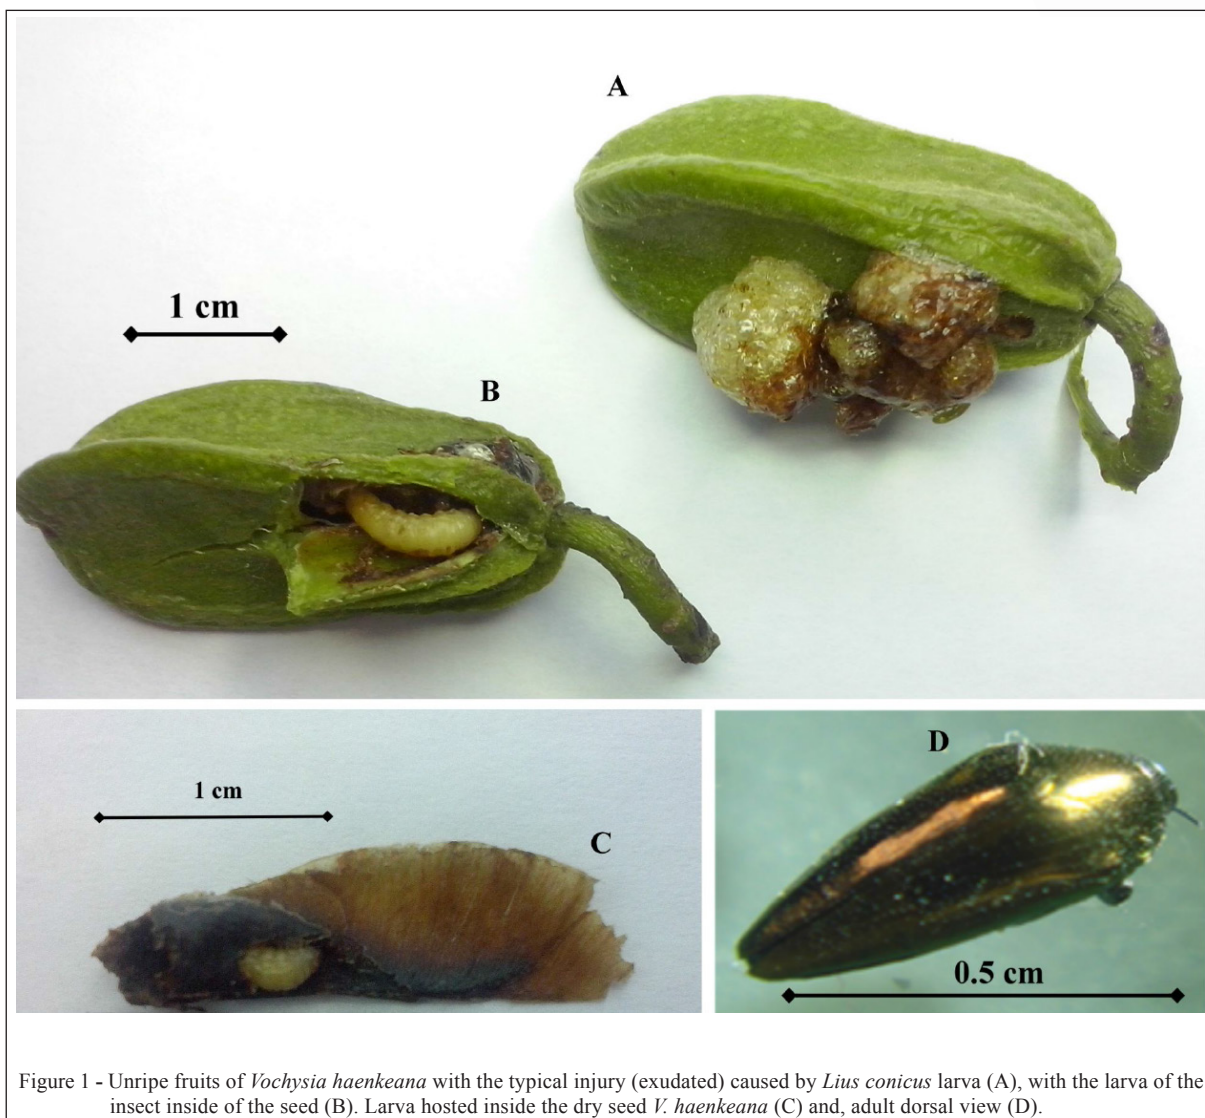 A
1 cm
B
1 cm
C
D
0.5 cm
Figure 1 - Unripe fruits of Vochysia haenkeana with the typical injury (exudated) caused by Lius conicus larva (A), with the larva of the
insect inside of the seed (B). Larva hosted inside the dry seed V. haenkeana (C) and, adult dorsal view (D).